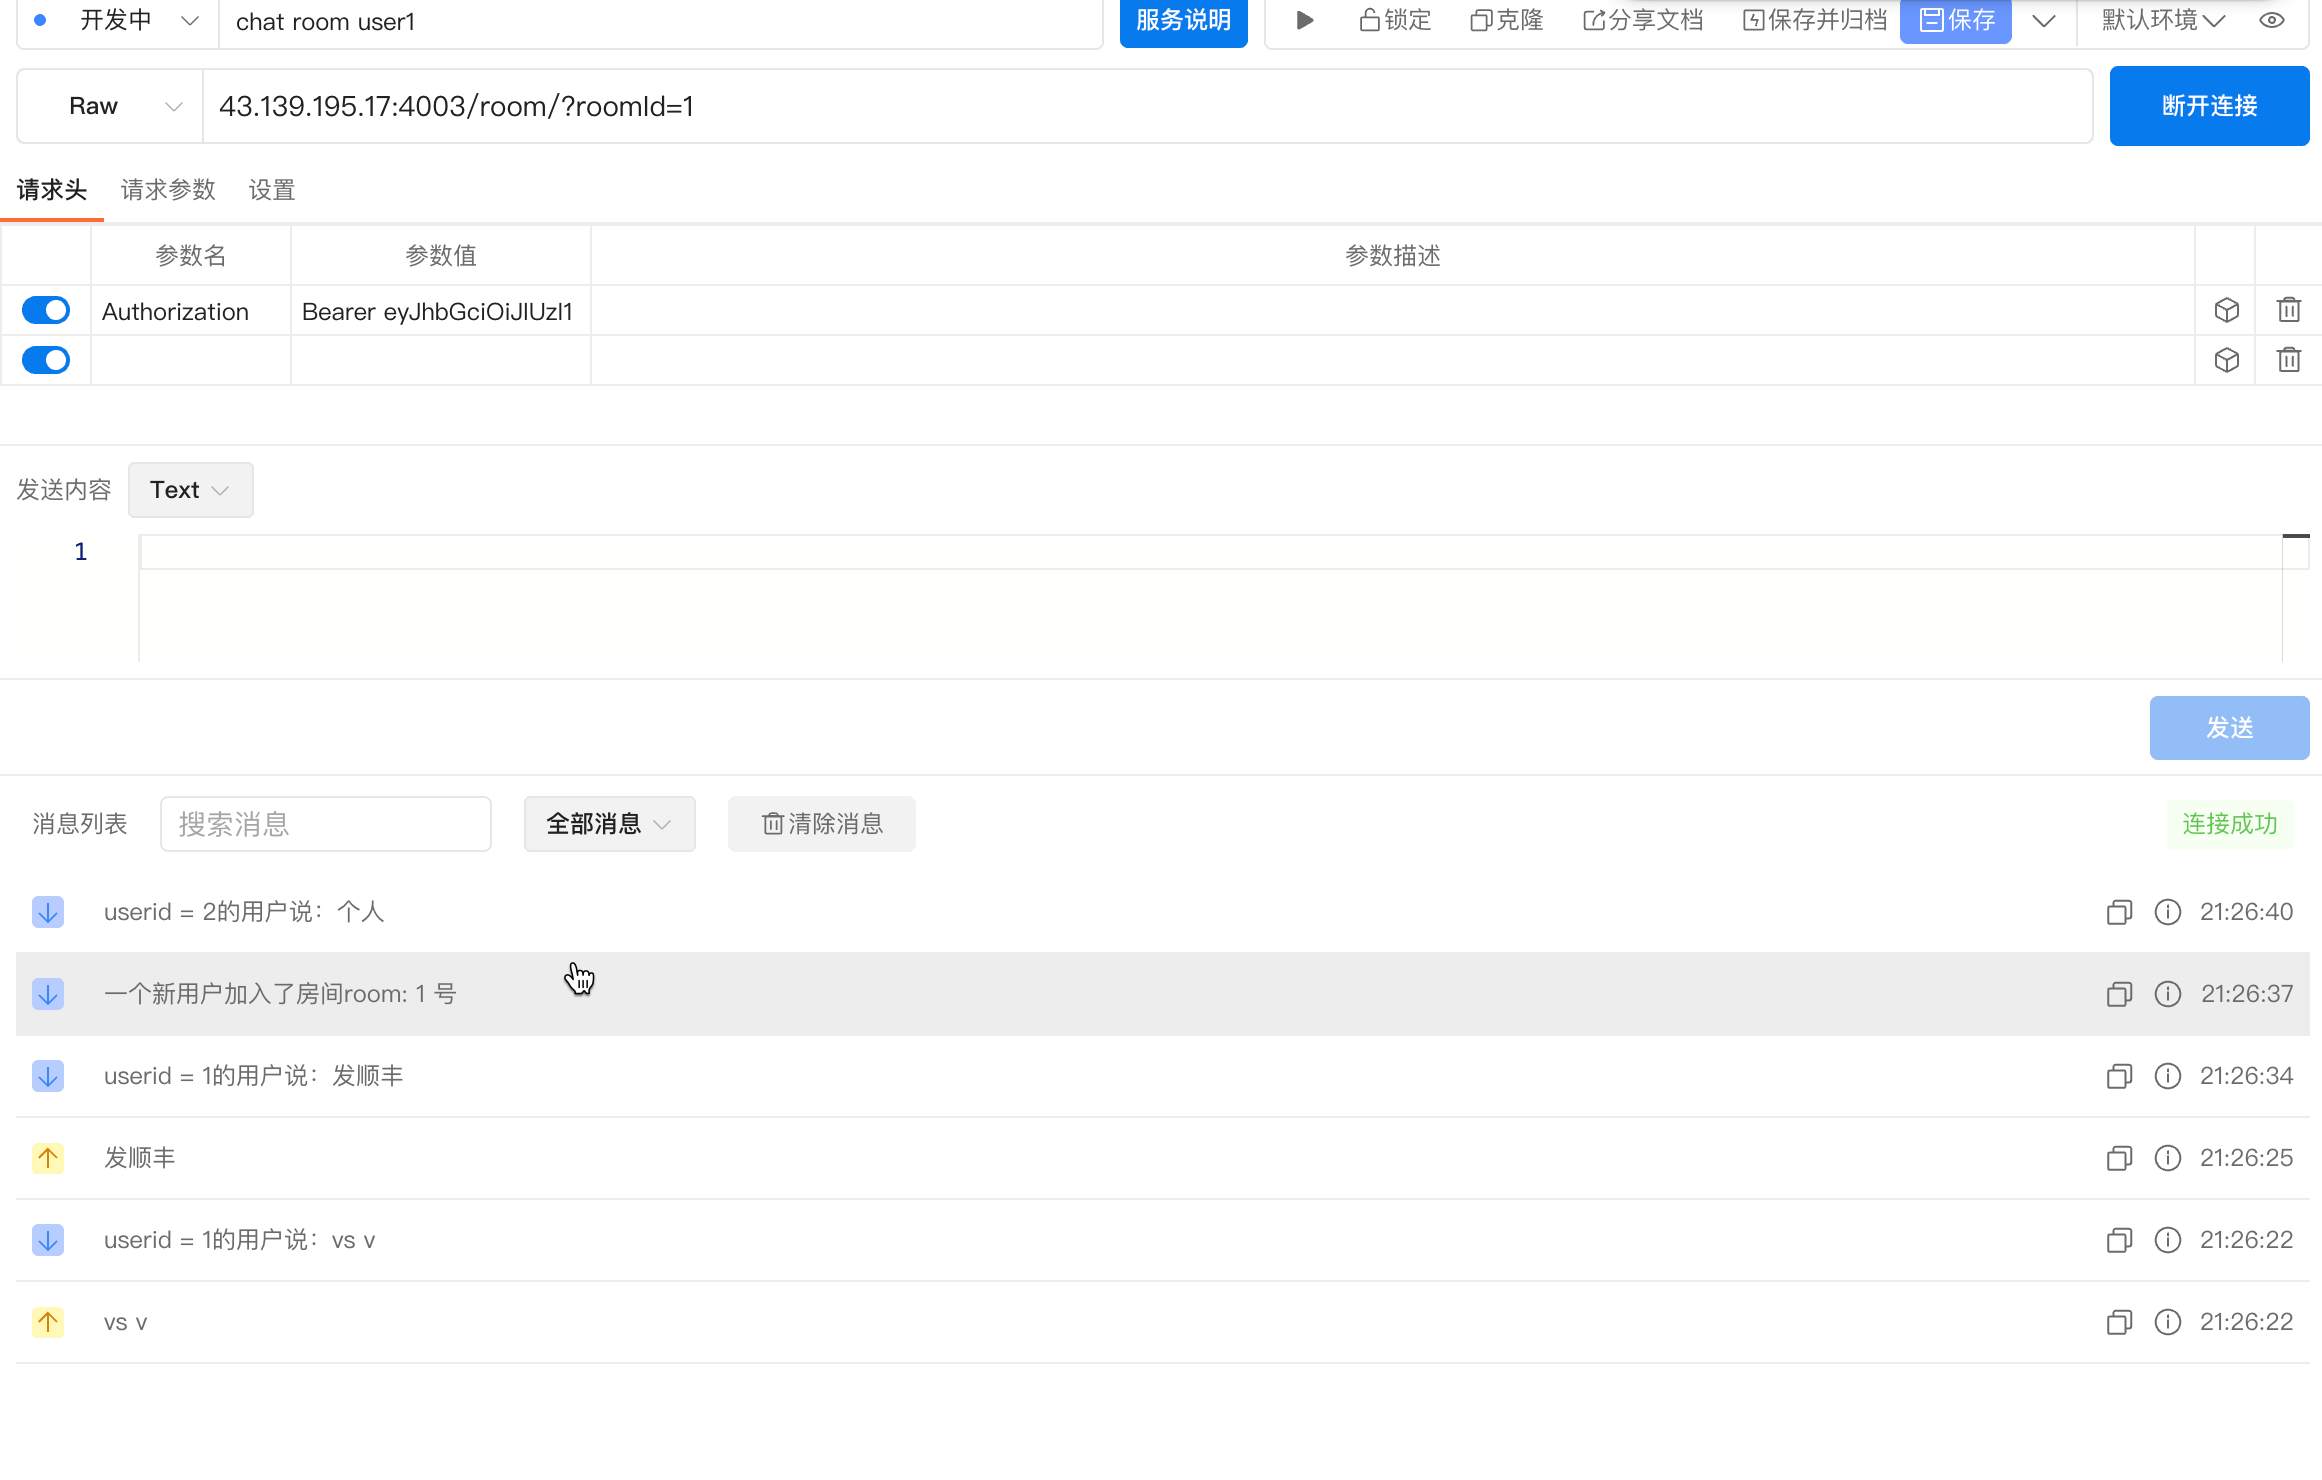 开发中 chat room user1 服务说明 锁定 克隆 分享文档 保存并归档 保存 默认环境
Raw 43.139.195.17:4003/room/?roomId=1 断开连接
请求头 请求参数 设置
参数名 参数值 参数描述
Authorization Bearer eyJhbGciOiJIUzI1
发送内容 Text
1
发送
消息列表 搜索消息 全部消息 清除消息 连接成功
userid = 2的用户说：个人 21:26:40
一个新用户加入了房间room: 1 号 21:26:37
userid = 1的用户说：发顺丰 21:26:34
发顺丰 21:26:25
userid = 1的用户说：vs v 21:26:22
vs v 21:26:22